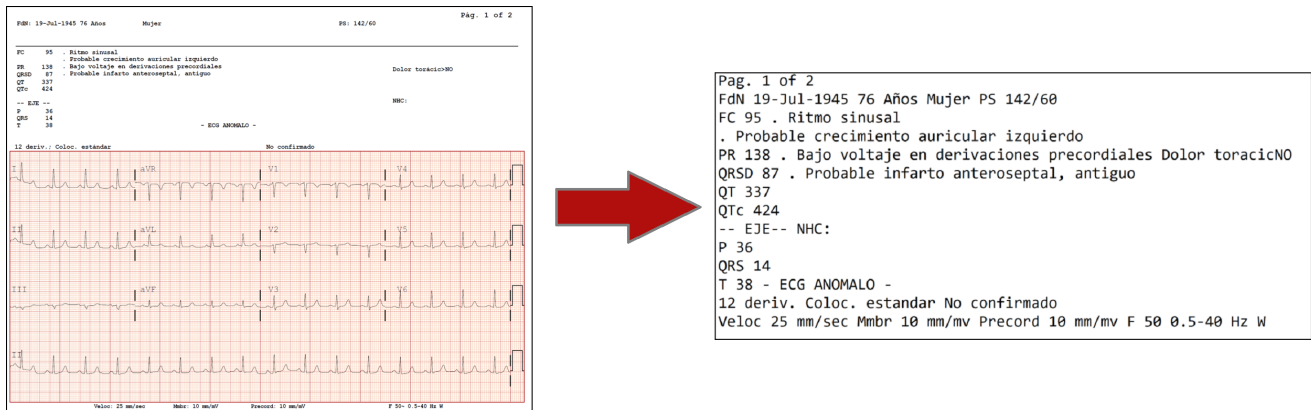 Pág. 1 of 2
FdN: 19-Jul-1945 76 Años Mujer PS: 142/60
FC 95 . Ritmo sinusal
. Probable crecimiento auricular izquierdo
PR 138 . Bajo voltaje en derivaciones precordiales
QRSD 87 . Probable infarto anteroseptal, antiguo
Dolor torácic>NO
QT 337
QTc 424
-- EJE --
NHC:
P 36
QRS 14
T 38 - ECG ANOMALO -
12 deriv.; Coloc. estándar No confirmado
I aVR V1 V4
II aVL V2 V5
III aVF V3 V6
II
Veloc: 25 mm/sec Mmbr: 10 mm/mV Precord: 10 mm/mV F 50~ 0.5-40 Hz W
Pag. 1 of 2
FdN 19-Jul-1945 76 Años Mujer PS 142/60
FC 95 . Ritmo sinusal
. Probable crecimiento auricular izquierdo
PR 138 . Bajo voltaje en derivaciones precordiales Dolor toracicNO
QRSD 87 . Probable infarto anteroseptal, antiguo
QT 337
QTc 424
-- EJE-- NHC:
P 36
QRS 14
T 38 - ECG ANOMALO -
12 deriv. Coloc. estandar No confirmado
Veloc 25 mm/sec Mmbr 10 mm/mv Precord 10 mm/mv F 50 0.5-40 Hz W